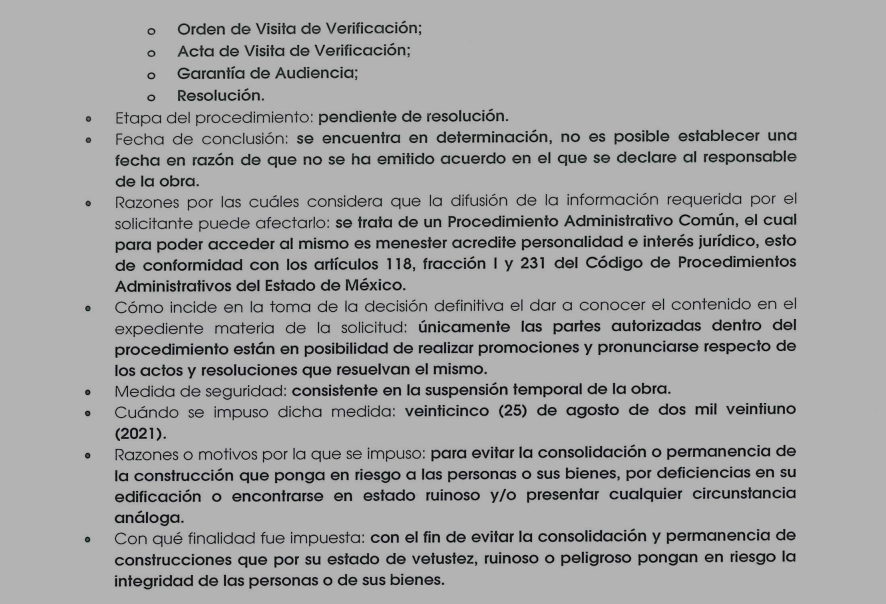 o Orden de Visita de Verificación;
o Acta de Visita de Verificación;
o Garantía de Audiencia;
o Resolución.
• Etapa del procedimiento: pendiente de resolución.
• Fecha de conclusión: se encuentra en determinación, no es posible establecer una
fecha en razón de que no se ha emitido acuerdo en el que se declare al responsable
de la obra.
• Razones por las cuáles considera que la difusión de la información requerida por el
solicitante puede afectarlo: se trata de un Procedimiento Administrativo Común, el cual
para poder acceder al mismo es menester acredite personalidad e interés jurídico, esto
de conformidad con los artículos 118, fracción I y 231 del Código de Procedimientos
Administrativos del Estado de México.
• Cómo incide en la toma de la decisión definitiva el dar a conocer el contenido en el
expediente materia de la solicitud: únicamente las partes autorizadas dentro del
procedimiento están en posibilidad de realizar promociones y pronunciarse respecto de
los actos y resoluciones que resuelvan el mismo.
• Medida de seguridad: consistente en la suspensión temporal de la obra.
• Cuándo se impuso dicha medida: veinticinco (25) de agosto de dos mil veintiuno
(2021).
• Razones o motivos por la que se impuso: para evitar la consolidación o permanencia de
la construcción que ponga en riesgo a las personas o sus bienes, por deficiencias en su
edificación o encontrarse en estado ruinoso y/o presentar cualquier circunstancia
análoga.
• Con qué finalidad fue impuesta: con el fin de evitar la consolidación y permanencia de
construcciones que por su estado de vetustez, ruinoso o peligroso pongan en riesgo la
integridad de las personas o de sus bienes.